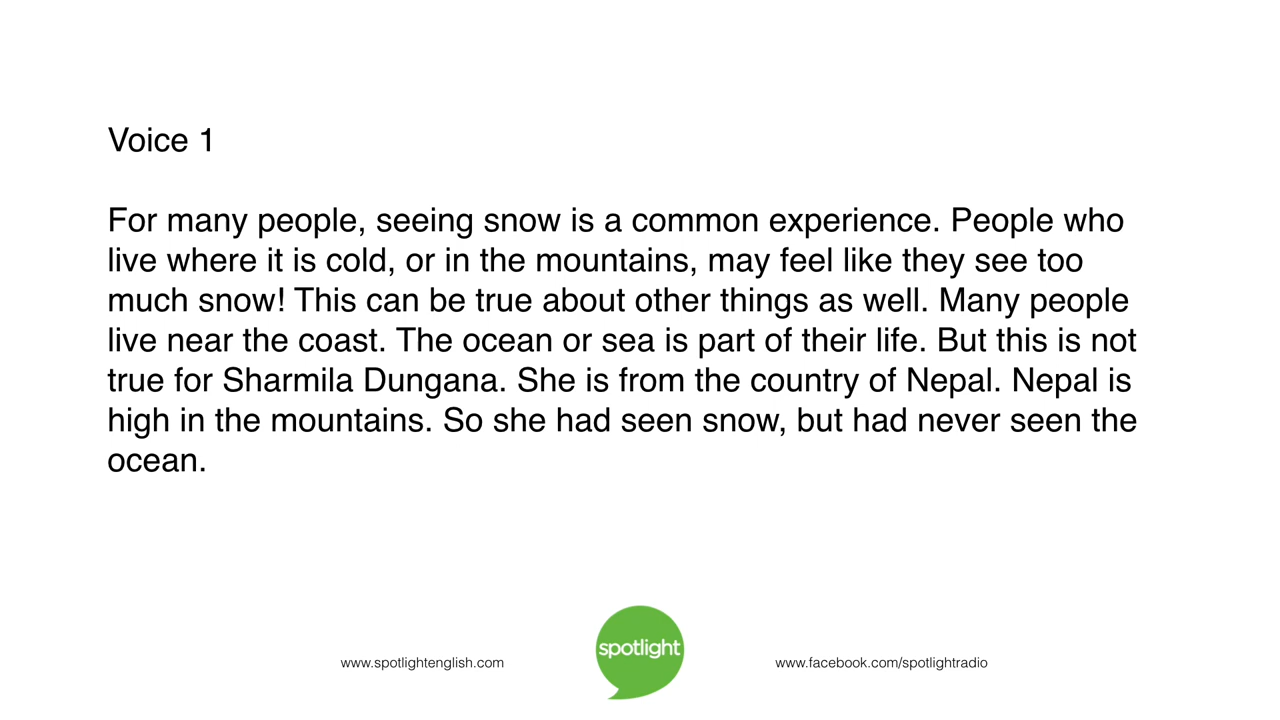 Voice 1
For many people, seeing snow is a common experience. People who
live where it is cold, or in the mountains, may feel like they see too
much snow! This can be true about other things as well. Many people
live near the coast. The ocean or sea is part of their life. But this is not
true for Sharmila Dungana. She is from the country of Nepal. Nepal is
high in the mountains. So she had seen snow, but had never seen the
ocean.
spotlight
www.spotlightenglish.com
www.facebook.com/spotlightradio